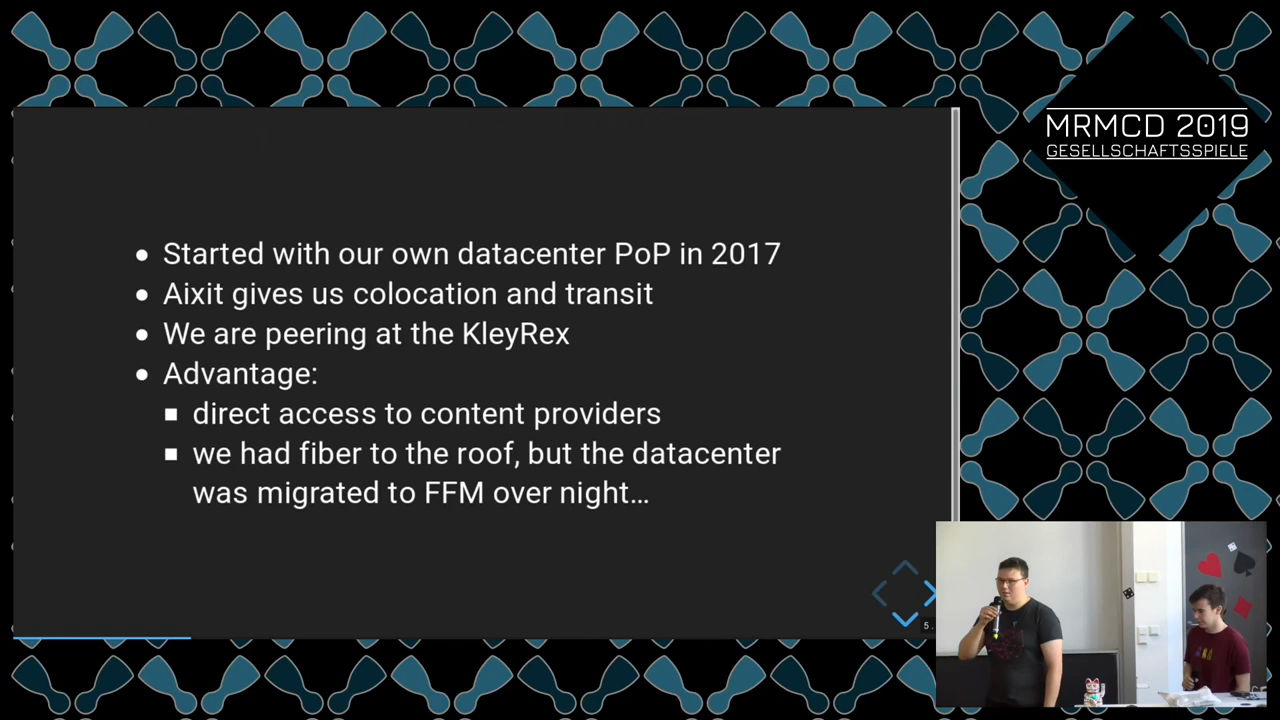 MRMCD 2019
GESELLSCHAFTSSPIELE
Started with our own datacenter PoP in 2017
Aixit gives us colocation and transit
We are peering at the KleyRex
Advantage:
direct access to content providers
we had fiber to the roof, but the datacenter
was migrated to FFM over night…
5.